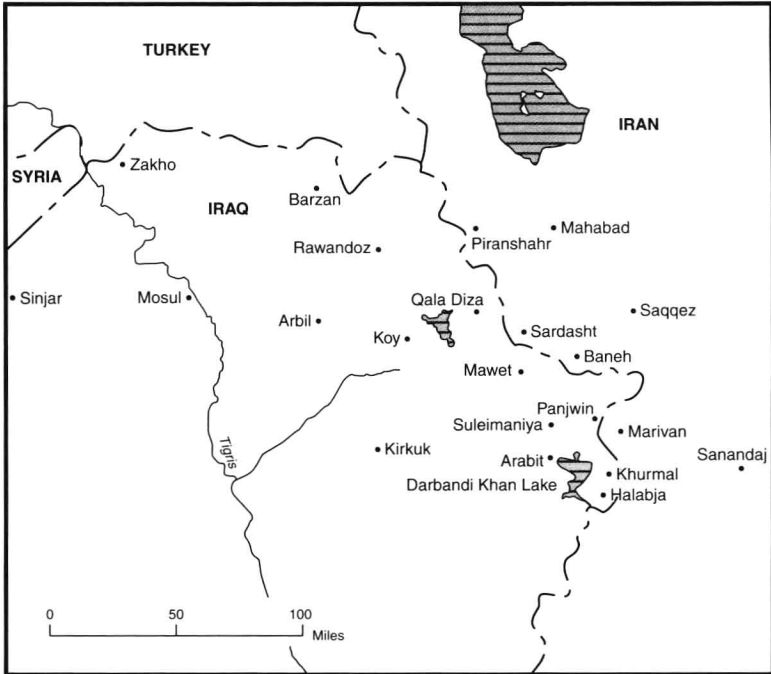 TURKEY
IRAN
Zakho
SYRIA
Barzan
IRAQ
Mahabad
Piranshahr
Rawandoz
Sinjar
Mosul
Qala Diza
Saqqez
Arbil
Sardasht
Koy
Baneh
Mawet
Panjwin
Suleimaniya
Marivan
Tigris
Kirkuk
Sanandaj
Arabit
Khurmal
Darbandi Khan Lake
Halabja
0 50 100
Miles